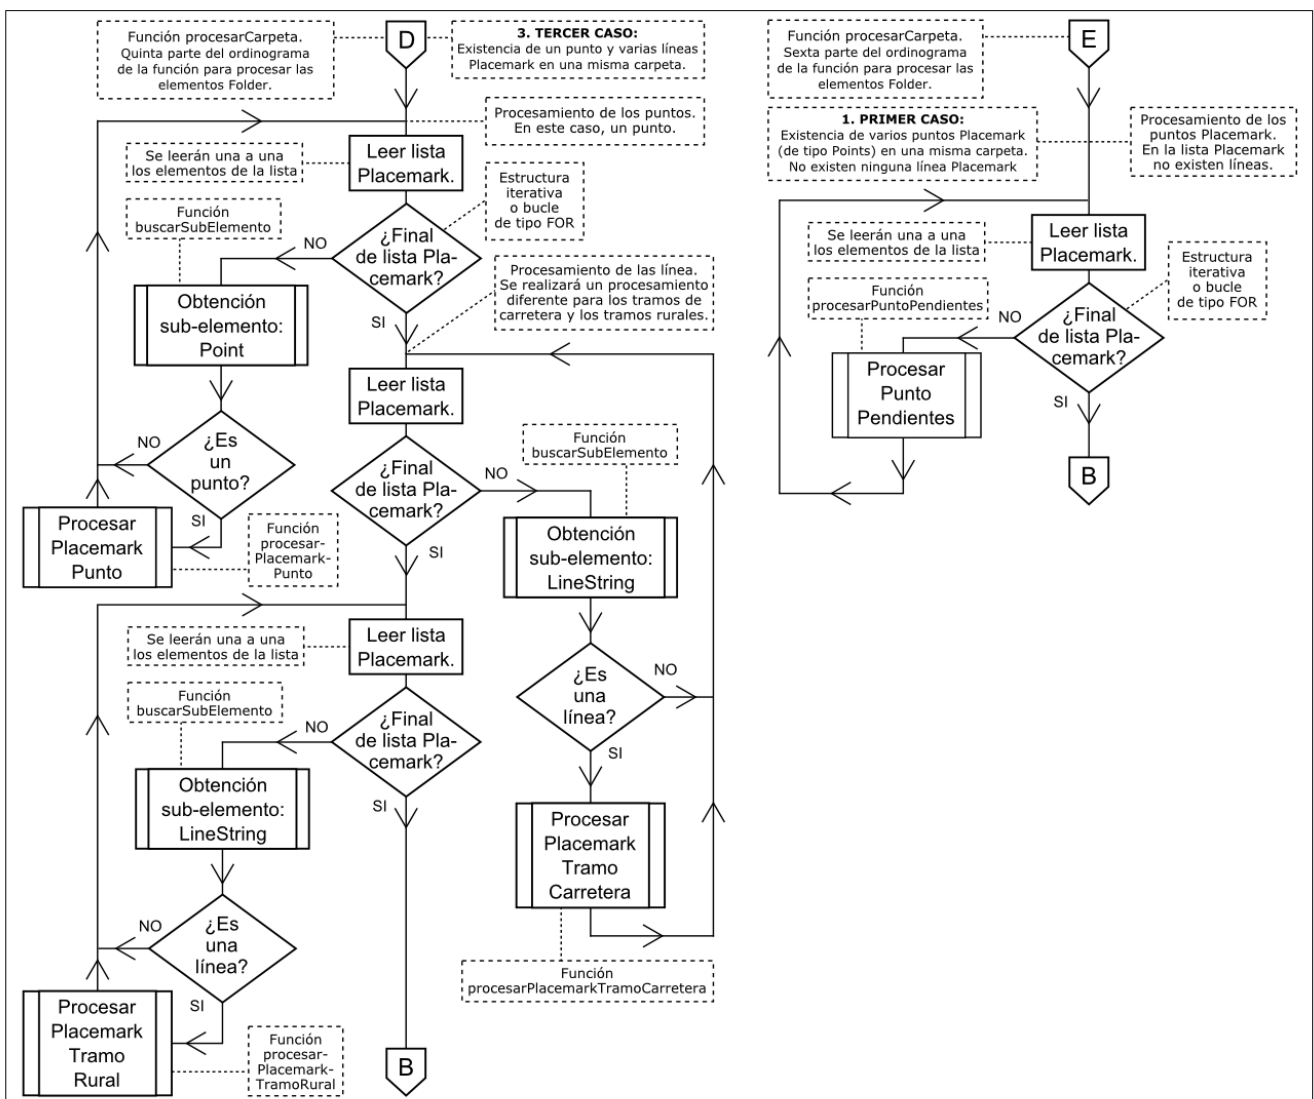 Función procesarCarpeta.
Quinta parte del ordinograma
de la función para procesar las
elementos Folder.
D
3. TERCER CASO:
Existencia de un punto y varias líneas
Placemark en una misma carpeta.
Procesamiento de los puntos.
En este caso, un punto.
Se leerán una a una
los elementos de la lista
Leer lista
Placemark.
Estructura
iterativa
o bucle
de tipo FOR
Función
buscarSubElemento
NO
¿Final
de lista Pla-
cemark?
SI
Obtención
sub-elemento:
Point
Procesamiento de las línea.
Se realizará un procesamiento
diferente para los tramos de
carretera y los tramos rurales.
NO
¿Es
un
punto?
SI
Procesar
Placemark
Punto
Función
procesar-
Placemark-
Punto
Leer lista
Placemark.
¿Final
de lista Pla-
cemark?
NO
SI
Función
buscarSubElemento
Obtención
sub-elemento:
LineString
¿Es
una
línea?
NO
SI
Procesar
Placemark
Tramo
Carretera
Función
procesarPlacemarkTramoCarretera
Se leerán una a una
los elementos de la lista
Leer lista
Placemark.
Función
buscarSubElemento
NO
¿Final
de lista Pla-
cemark?
SI
Obtención
sub-elemento:
LineString
NO
¿Es
una
línea?
SI
Procesar
Placemark
Tramo
Rural
Función
procesar-
Placemark-
TramoRural
B
Función procesarCarpeta.
Sexta parte del ordinograma
de la función para procesar las
elementos Folder.
E
1. PRIMER CASO:
Existencia de varios puntos Placemark
(de tipo Points) en una misma carpeta.
No existen ninguna línea Placemark
Procesamiento de los
puntos Placemark.
En la lista Placemark
no existen líneas.
Se leerán una a una
los elementos de la lista
Leer lista
Placemark.
Estructura
iterativa
o bucle
de tipo FOR
Función
procesarPuntoPendientes
NO
¿Final
de lista Pla-
cemark?
SI
Procesar
Punto
Pendientes
B